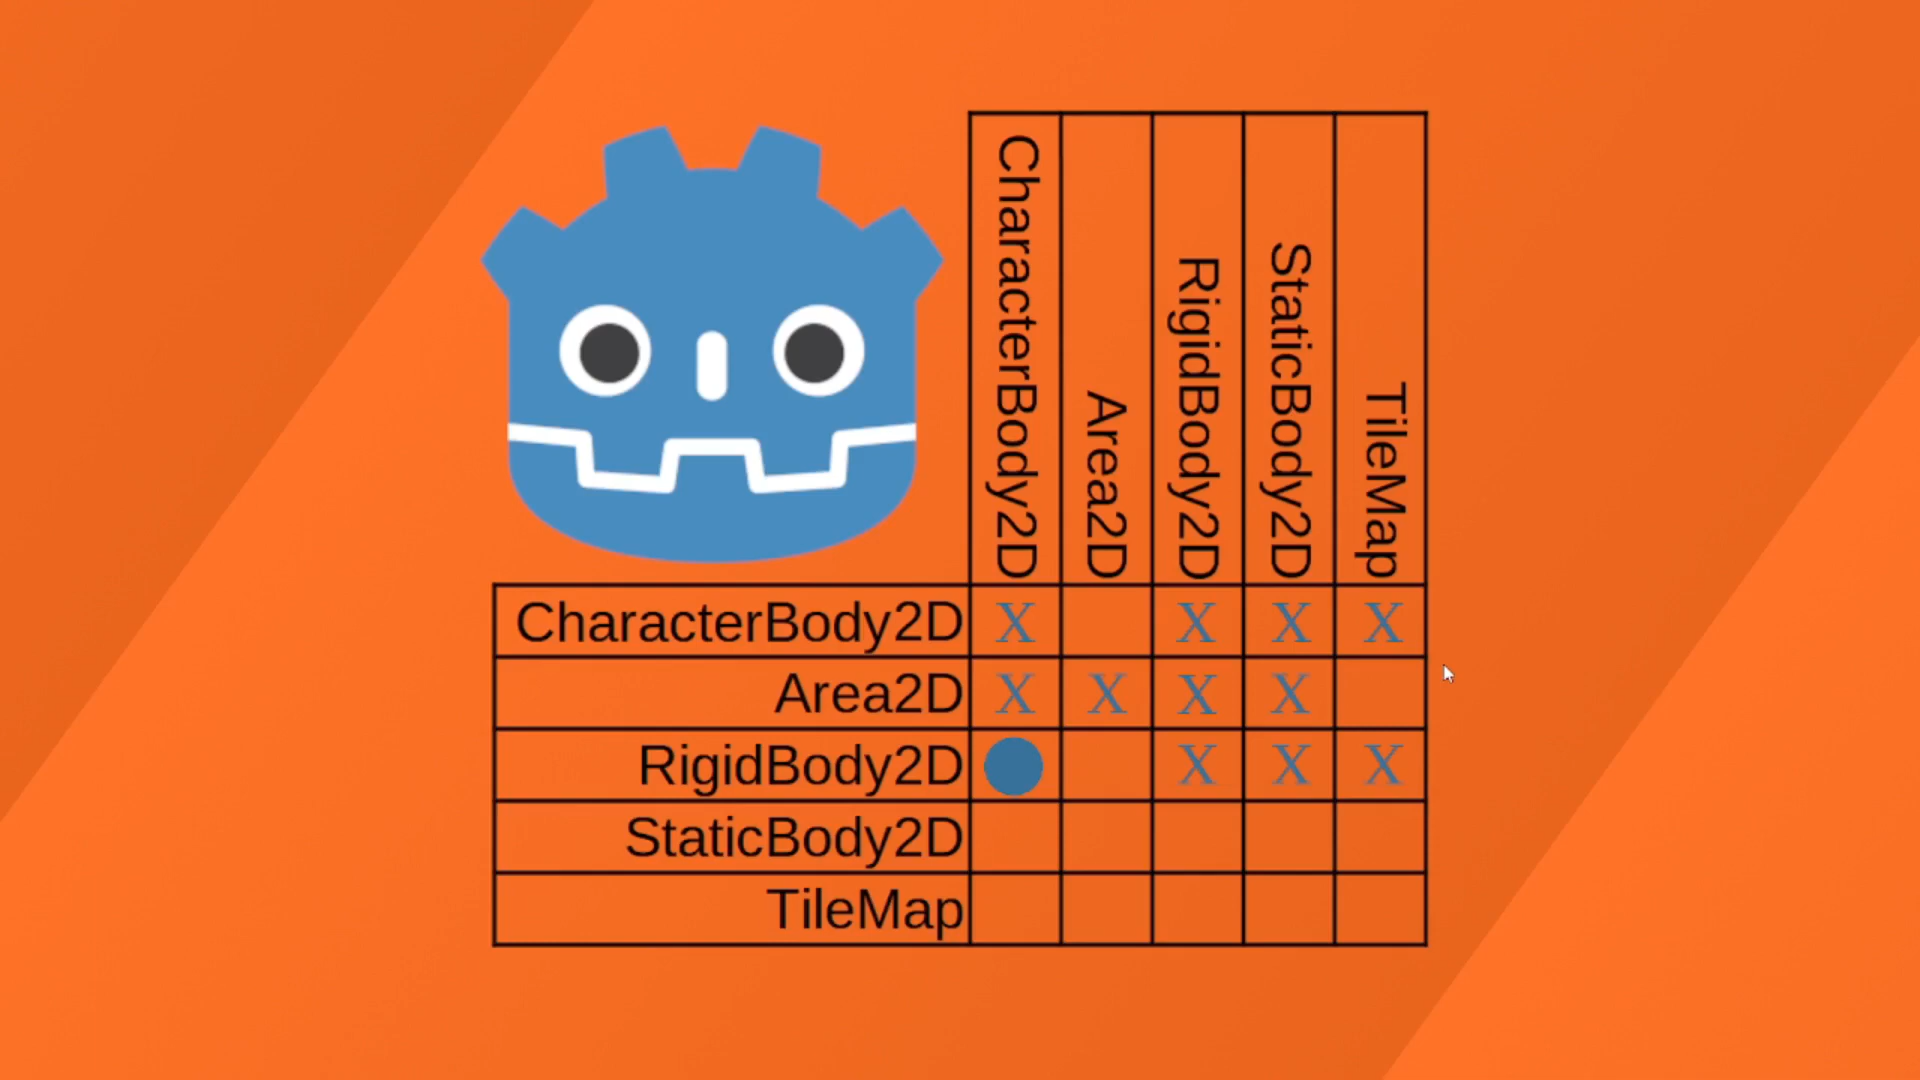 CharacterBody2D
Area2D
RigidBody2D
StaticBody2D
TileMap
CharacterBody2D X X X X
Area2D X X X X
RigidBody2D X X X
StaticBody2D
TileMap